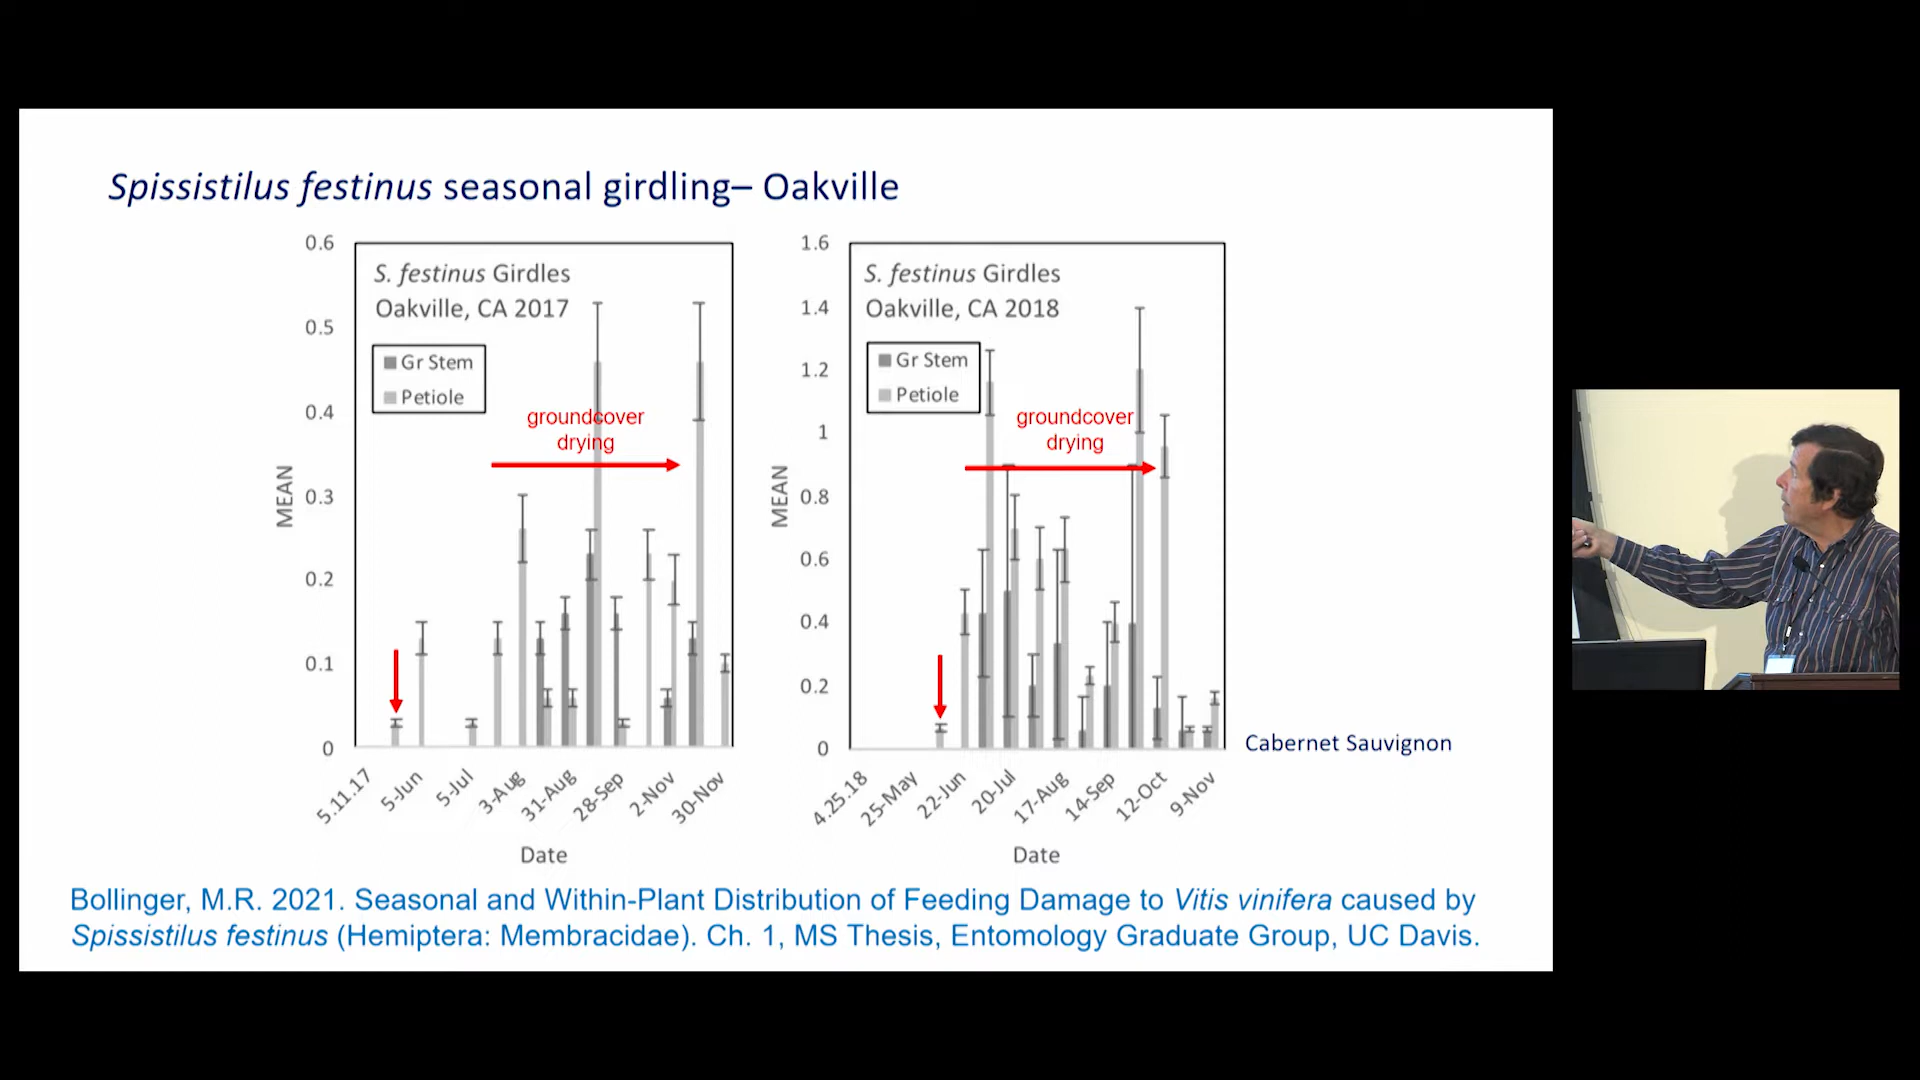 Spissistilus festinus seasonal girdling– Oakville
0.6
0.5
0.4
0.3
0.2
0.1
0
MEAN
S. festinus Girdles
Oakville, CA 2017
Gr Stem
Petiole
groundcover
drying
5.11.17
5-Jun
5-Jul
3-Aug
31-Aug
28-Sep
2-Nov
30-Nov
Date
1.6
1.4
1.2
1
0.8
0.6
0.4
0.2
0
MEAN
S. festinus Girdles
Oakville, CA 2018
Gr Stem
Petiole
groundcover
drying
4.25.18
25-May
22-Jun
20-Jul
17-Aug
14-Sep
12-Oct
9-Nov
Date
Cabernet Sauvignon
Bollinger, M.R. 2021. Seasonal and Within-Plant Distribution of Feeding Damage to Vitis vinifera caused by
Spissistilus festinus (Hemiptera: Membracidae). Ch. 1, MS Thesis, Entomology Graduate Group, UC Davis.